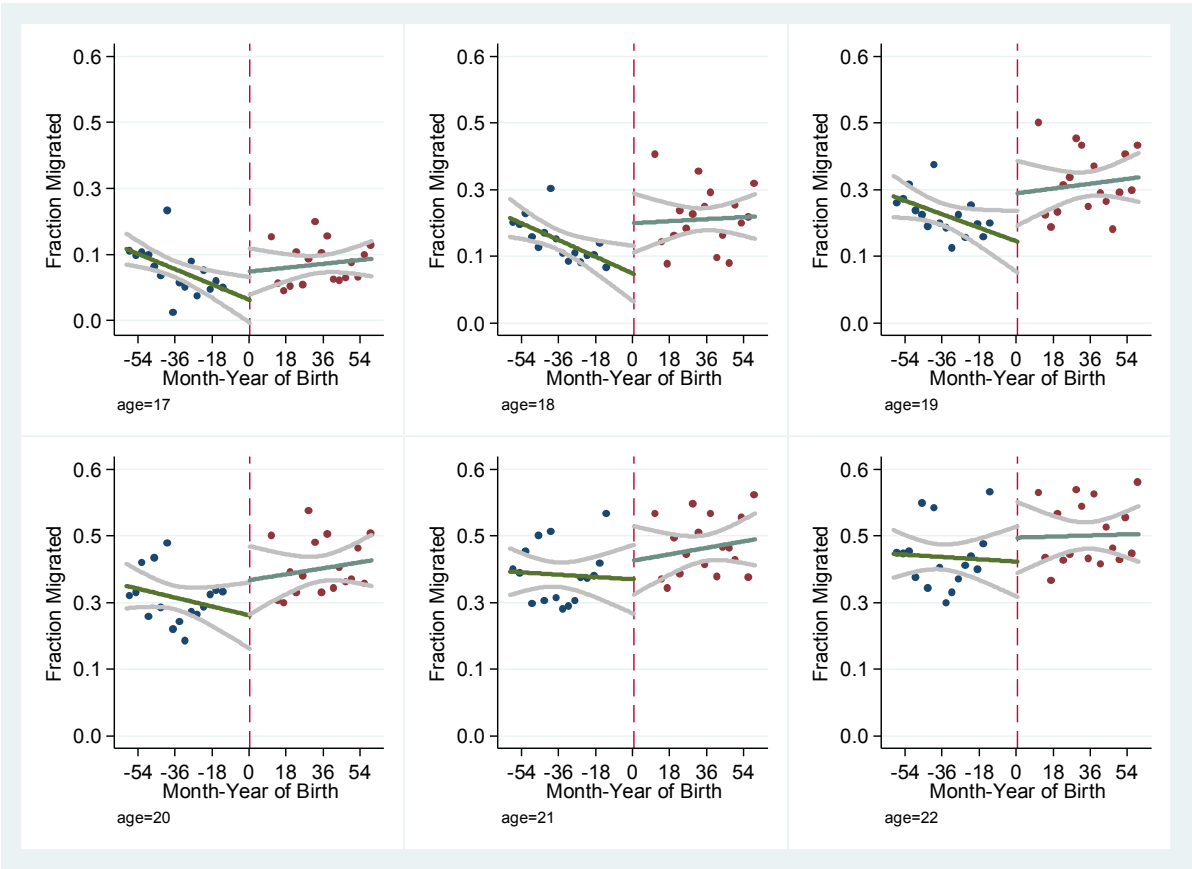 Fraction Migrated
0.6
0.5
0.3
0.1
0.0
-54 -36 -18 0 18 36 54
Month-Year of Birth
age=17
Fraction Migrated
0.6
0.5
0.3
0.1
0.0
-54 -36 -18 0 18 36 54
Month-Year of Birth
age=18
Fraction Migrated
0.6
0.5
0.3
0.1
0.0
-54 -36 -18 0 18 36 54
Month-Year of Birth
age=19
Fraction Migrated
0.6
0.5
0.3
0.1
0.0
-54 -36 -18 0 18 36 54
Month-Year of Birth
age=20
Fraction Migrated
0.6
0.5
0.3
0.1
0.0
-54 -36 -18 0 18 36 54
Month-Year of Birth
age=21
Fraction Migrated
0.6
0.5
0.3
0.1
0.0
-54 -36 -18 0 18 36 54
Month-Year of Birth
age=22